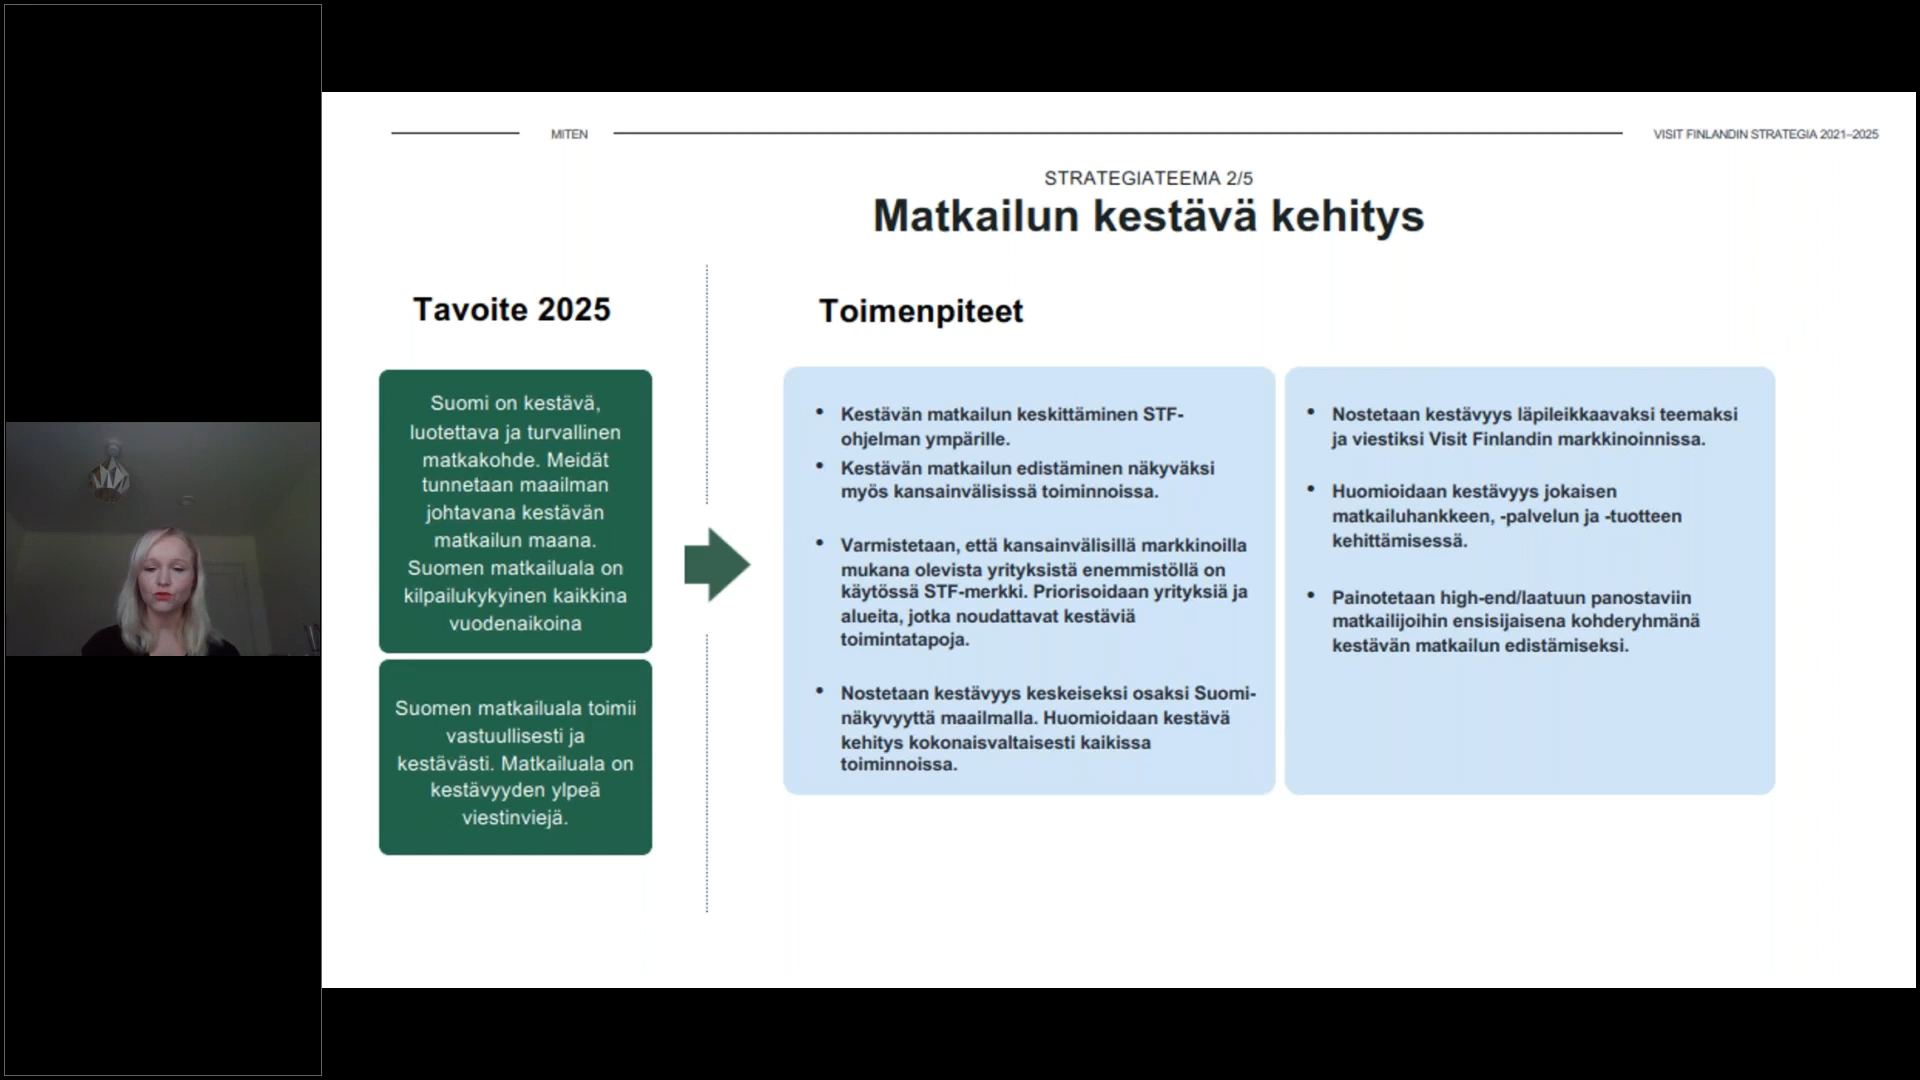 MITEN
VISIT FINLANDIN STRATEGIA 2021–2025
STRATEGIATEEMA 2/5
Matkailun kestävä kehitys
Tavoite 2025
Suomi on kestävä,
luotettava ja turvallinen
matkakohde. Meidät
tunnetaan maailman
johtavana kestävän
matkailun maana.
Suomen matkailuala on
kilpailukykyinen kaikkina
vuodenaikoina
Suomen matkailuala toimii
vastuullisesti ja
kestävästi. Matkailuala on
kestävyyden ylpeä
viestinviejä.
Toimenpiteet
• Kestävän matkailun keskittäminen STF-
ohjelman ympärille.
• Kestävän matkailun edistäminen näkyväksi
myös kansainvälisissä toiminnoissa.
• Varmistetaan, että kansainvälisillä markkinoilla
mukana olevista yrityksistä enemmistöllä on
käytössä STF-merkki. Priorisoidaan yrityksiä ja
alueita, jotka noudattavat kestäviä
toimintatapoja.
• Nostetaan kestävyys keskeiseksi osaksi Suomi-
näkyvyyttä maailmalla. Huomioidaan kestävä
kehitys kokonaisvaltaisesti kaikissa
toiminnoissa.
• Nostetaan kestävyys läpileikkaavaksi teemaksi
ja viestiksi Visit Finlandin markkinoinnissa.
• Huomioidaan kestävyys jokaisen
matkailuhankkeen, -palvelun ja -tuotteen
kehittämisessä.
• Painotetaan high-end/laatuun panostaviin
matkailijoihin ensisijaisena kohderyhmänä
kestävän matkailun edistämiseksi.